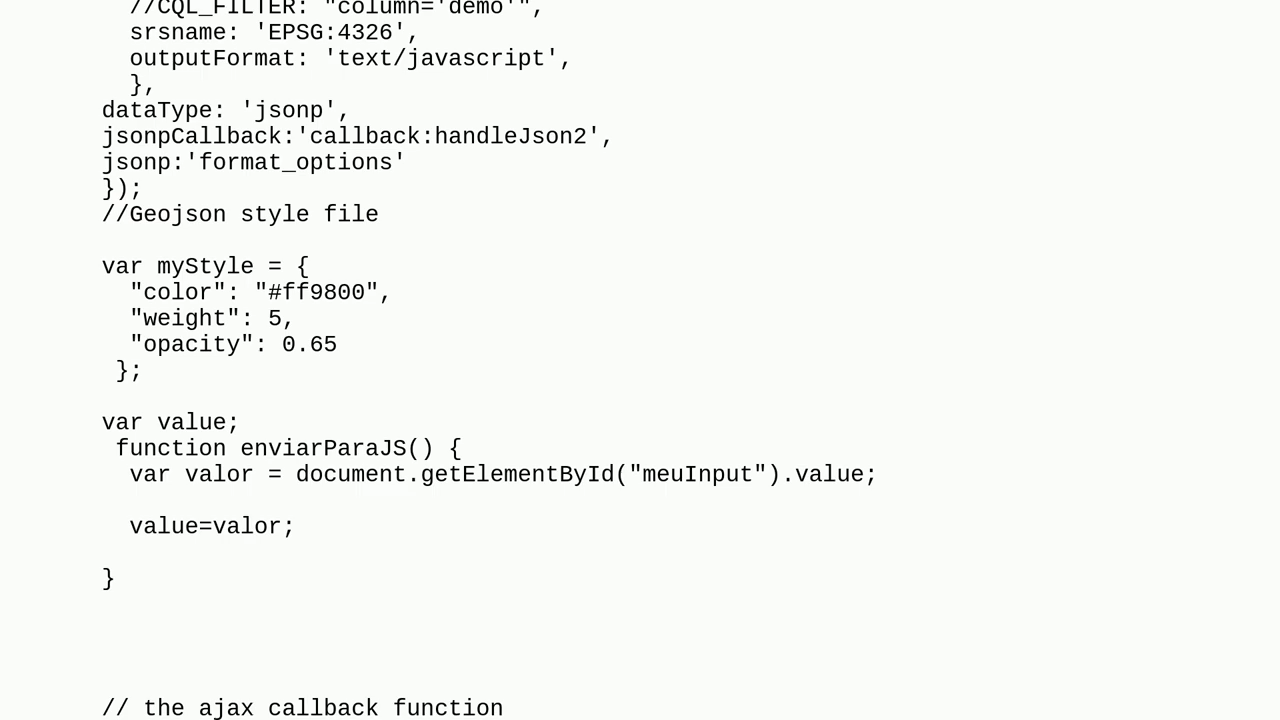 //CQL_FILTER: "column='demo'",
srsname: 'EPSG:4326',
outputFormat: 'text/javascript',
},
dataType: 'jsonp',
jsonpCallback:'callback:handleJson2',
jsonp:'format_options'
});
//Geojson style file
var myStyle = {
"color": "#ff9800",
"weight": 5,
"opacity": 0.65
};
var value;
function enviarParaJS() {
var valor = document.getElementById("meuInput").value;
value=valor;
}
// the ajax callback function